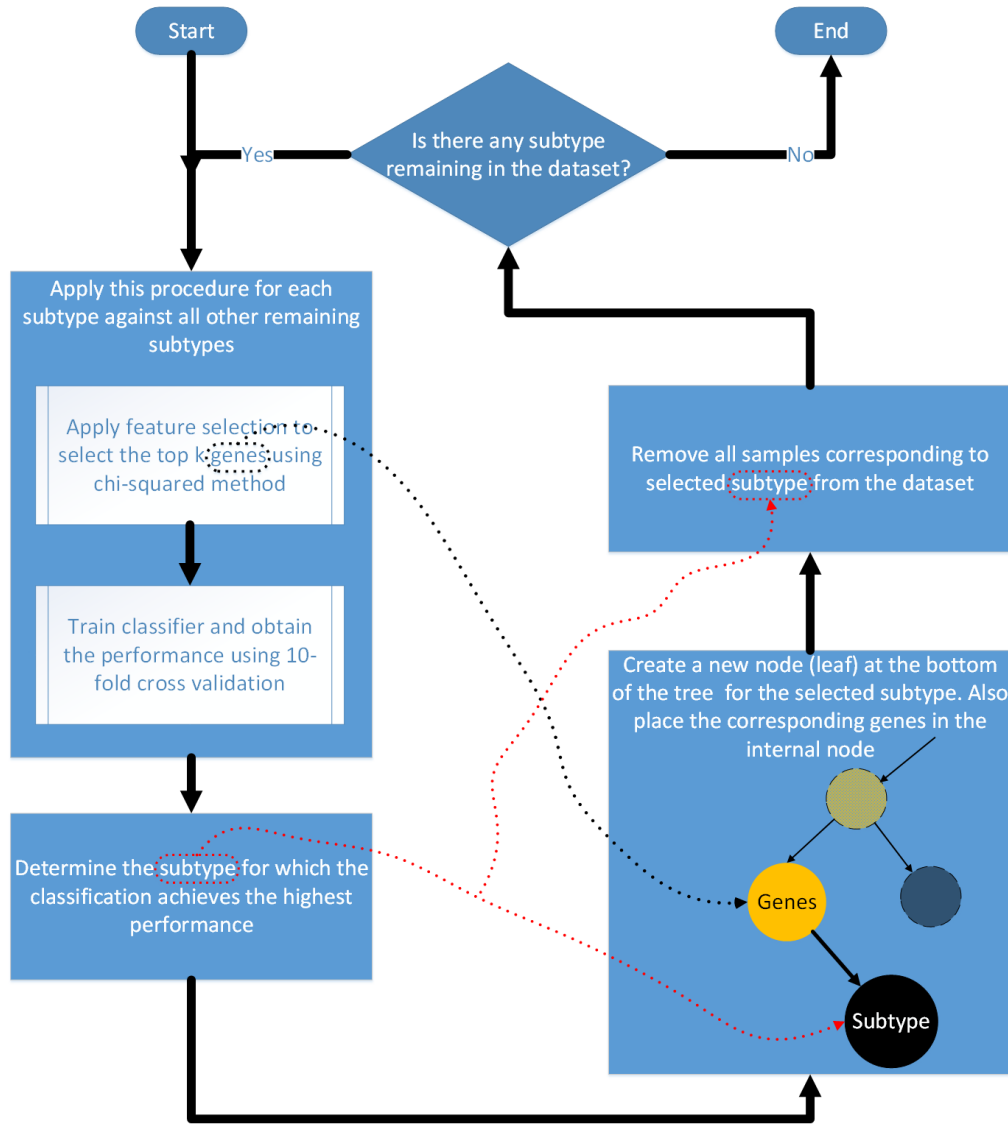 Start
End
Is there any subtype
remaining in the dataset?
Yes
No
Apply this procedure for each
subtype against all other remaining
subtypes
Apply feature selection to
select the top k genes using
chi-squared method
Train classifier and obtain
the performance using 10-
fold cross validation
Determine the subtype for which the
classification achieves the highest
performance
Remove all samples corresponding to
selected subtype from the dataset
Create a new node (leaf) at the bottom
of the tree for the selected subtype. Also
place the corresponding genes in the
internal node
Genes
Subtype